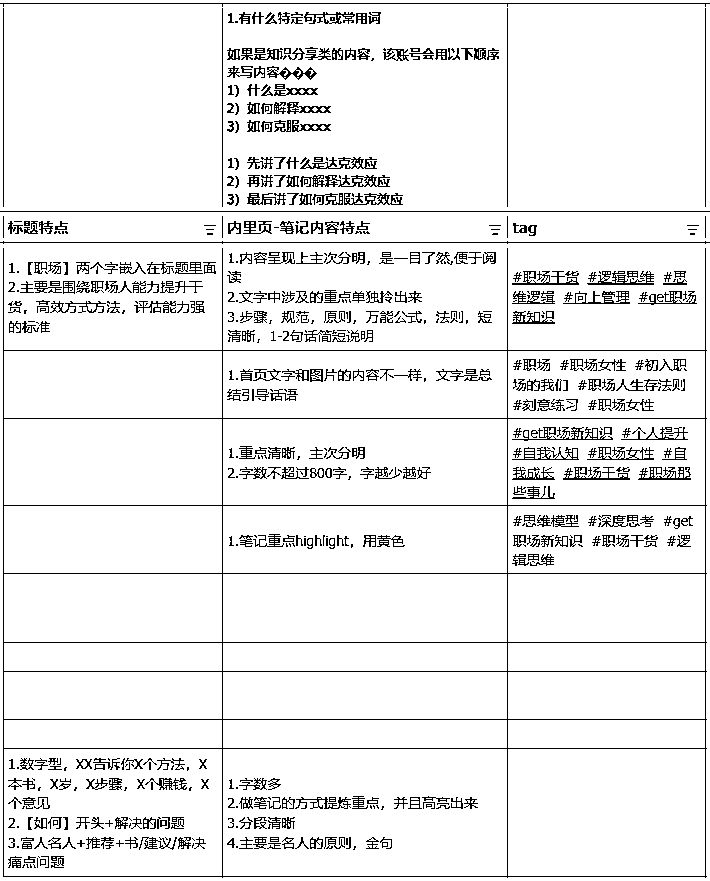 1.有什么特定句式或常用词
如果是知识分享类的内容，该账号会用以下顺序
来写内容���
1）什么是xxxx
2）如何解释xxxx
3）如何克服xxxx
1）先讲了什么是达克效应
2）再讲了如何解释达克效应
3）最后讲了如何克服达克效应
标题特点
内里页-笔记内容特点
tag
1.【职场】两个字嵌入在标题里面
2.主要是围绕职场人能力提升干
货，高效方式方法，评估能力强
的标准
1.内容呈现上主次分明，是一目了然,便于阅
读
2.文字中涉及的重点单独拎出来
3.步骤，规范，原则，万能公式，法则，短
清晰，1-2句话简短说明
#职场干货 #逻辑思维 #思
维逻辑 #向上管理 #get职场
新知识
1.首页文字和图片的内容不一样，文字是总
结引导话语
#职场 #职场女性 #初入职
场的我们 #职场人生存法则
#刻意练习 #职场女性
1.重点清晰，主次分明
2.字数不超过800字，字越少越好
#get职场新知识 #个人提升
#自我认知 #职场女性 #自
我成长 #职场干货 #职场那
些事儿
1.笔记重点highlight，用黄色
#思维模型 #深度思考 #get
职场新知识 #职场干货 #逻
辑思维
1.数字型，XX告诉你X个方法，X
本书，X岁，X步骤，X个赚钱，X
个意见
2.【如何】开头+解决的问题
3.富人名人+推荐+书/建议/解决
痛点问题
1.字数多
2.做笔记的方式提炼重点，并且高亮出来
3.分段清晰
4.主要是名人的原则，金句